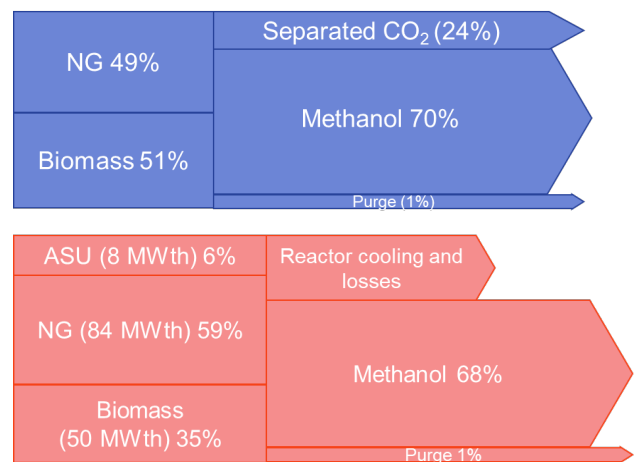 NG 49%
Biomass 51%
Separated CO₂ (24%)
Methanol 70%
Purge (1%)
ASU (8 MWth) 6%
NG (84 MWth) 59%
Biomass
(50 MWth) 35%
Reactor cooling and
losses
Methanol 68%
Purge 1%